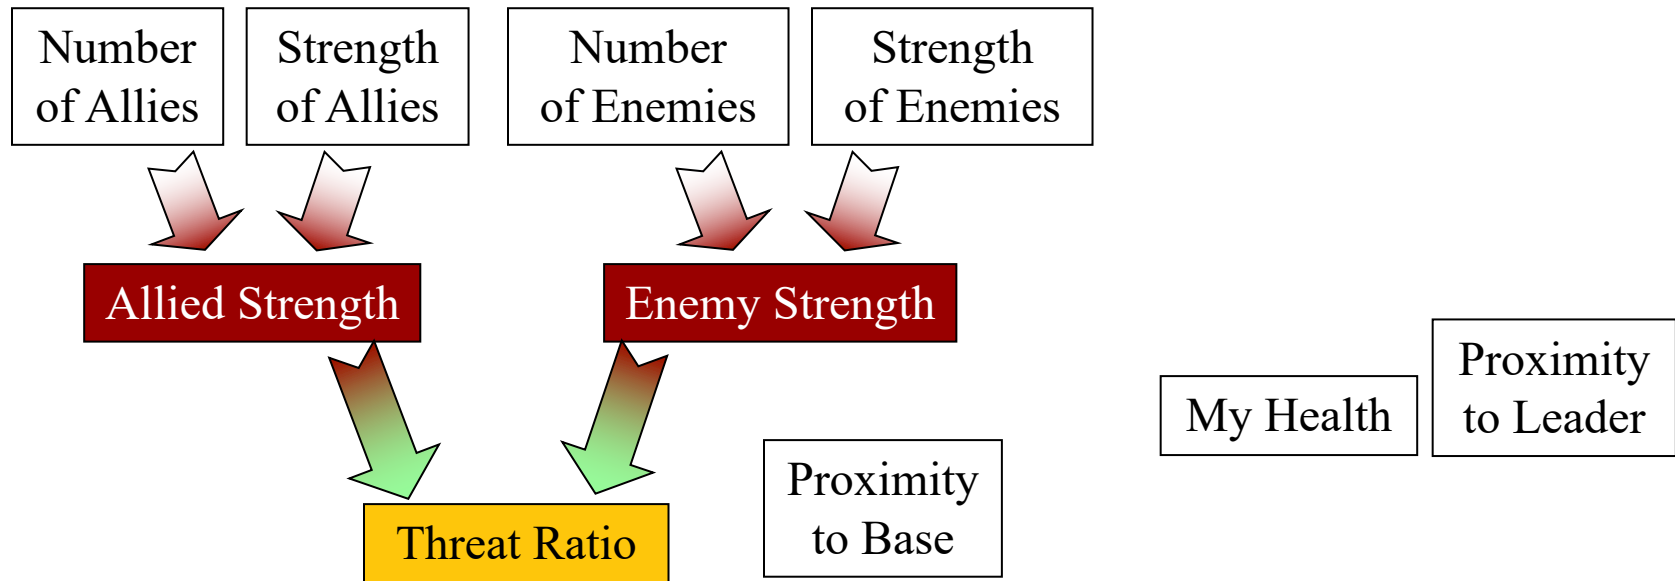 Number
of Allies
Strength
of Allies
Number
of Enemies
Strength
of Enemies
Allied Strength
Enemy Strength
My Health
Proximity
to Leader
Proximity
to Base
Threat Ratio